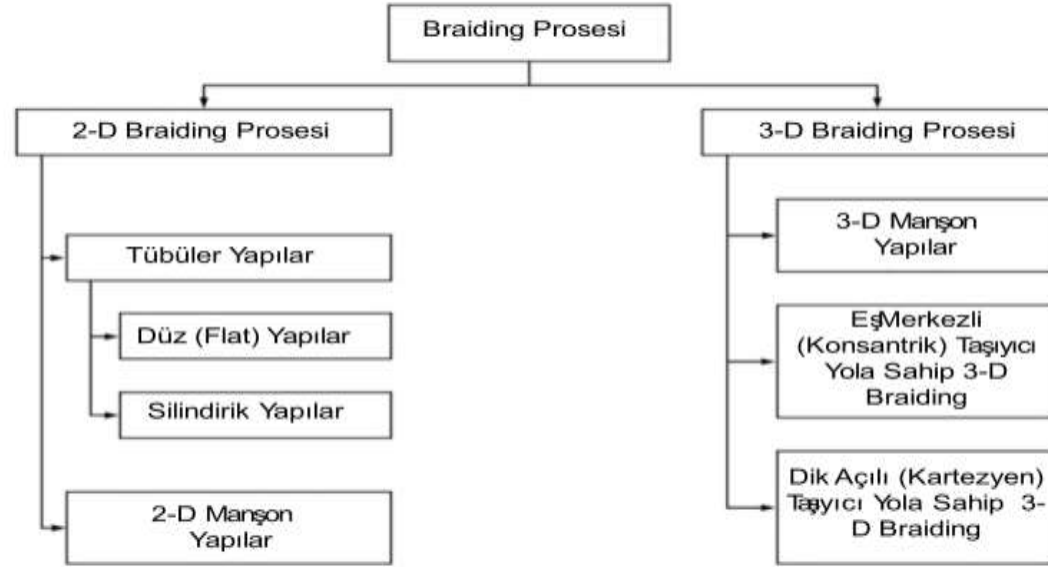 Braiding Prosesi
2-D Braiding Prosesi
3-D Braiding Prosesi
Tübüler Yapılar
Düz (Flat) Yapılar
Silindirik Yapılar
2-D Manşon
Yapılar
3-D Manşon
Yapılar
EşMerkezli
(Konsantrik) Taşıyıcı
Yola Sahip 3-D
Braiding
Dik Açılı (Kartezyen)
Taşıyıcı Yola Sahip 3-
D Braiding